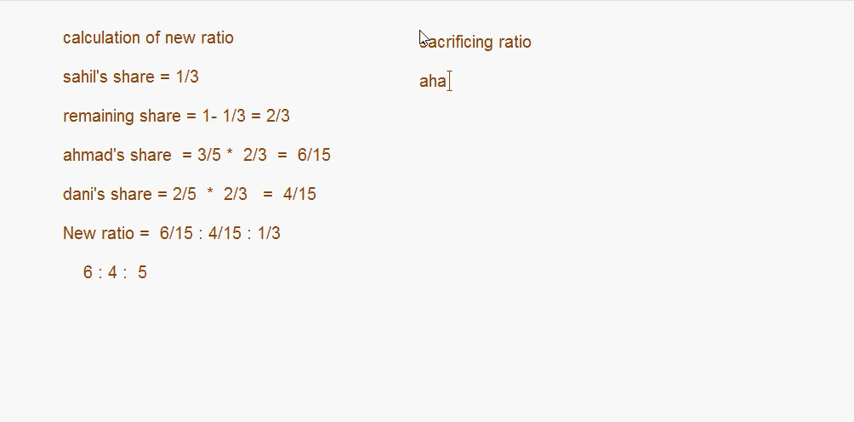 calculation of new ratio
sahil's share = 1/3
remaining share = 1- 1/3 = 2/3
ahmad's share = 3/5 * 2/3 = 6/15
dani's share = 2/5 * 2/3 = 4/15
New ratio = 6/15 : 4/15 : 1/3
6 : 4 : 5
sacrificing ratio
aha